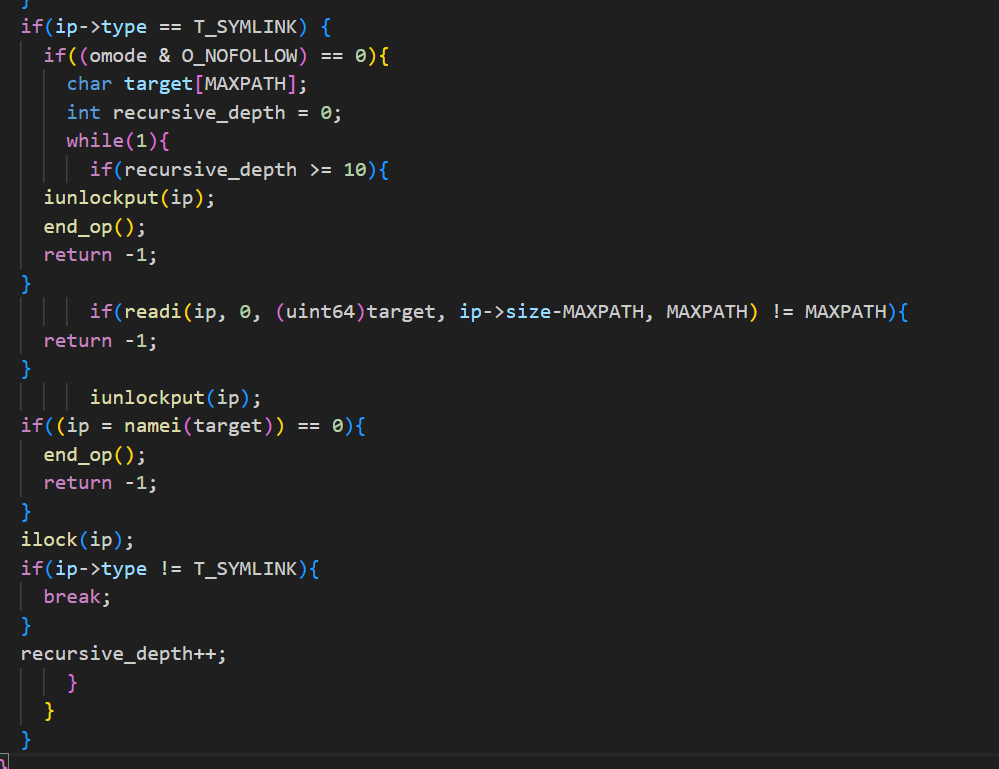 }
if(ip->type == T_SYMLINK) {
  if((omode & O_NOFOLLOW) == 0){
    char target[MAXPATH];
    int recursive_depth = 0;
    while(1){
      if(recursive_depth >= 10){
  iunlockput(ip);
  end_op();
  return -1;
}
      if(readi(ip, 0, (uint64)target, ip->size-MAXPATH, MAXPATH) != MAXPATH){
  return -1;
}
      iunlockput(ip);
if((ip = namei(target)) == 0){
  end_op();
  return -1;
}
ilock(ip);
if(ip->type != T_SYMLINK){
  break;
}
recursive_depth++;
    }
  }
}
}